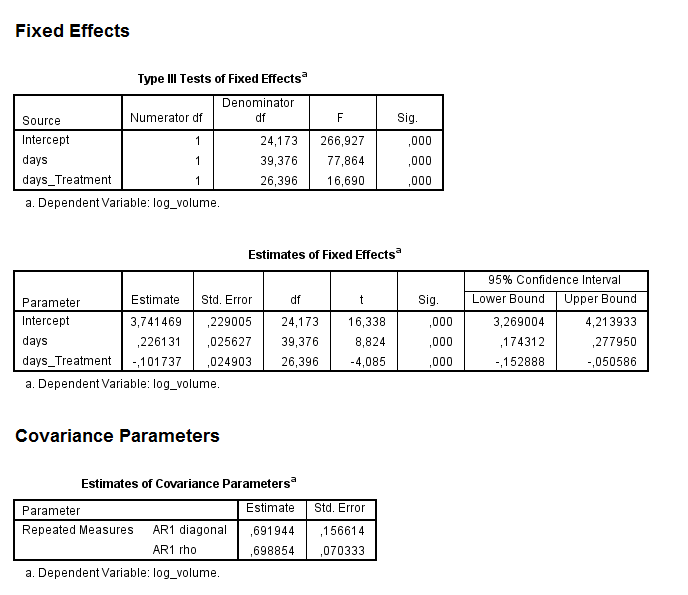 Fixed Effects
Type III Tests of Fixed Effects a
Source Numerator df Denominator df F Sig.
Intercept 1 24,173 266,927 ,000
days 1 39,376 77,864 ,000
days_Treatment 1 26,396 16,690 ,000
a. Dependent Variable: log_volume.
Estimates of Fixed Effects a
95% Confidence Interval
Parameter Estimate Std. Error df t Sig. Lower Bound Upper Bound
Intercept 3,741469 ,229005 24,173 16,338 ,000 3,269004 4,213933
days ,226131 ,025627 39,376 8,824 ,000 ,174312 ,277950
days_Treatment -,101737 ,024903 26,396 -4,085 ,000 -,152888 -,050586
a. Dependent Variable: log_volume.
Covariance Parameters
Estimates of Covariance Parameters a
Parameter Estimate Std. Error
Repeated Measures AR1 diagonal ,691944 ,156614
AR1 rho ,698854 ,070333
a. Dependent Variable: log_volume.